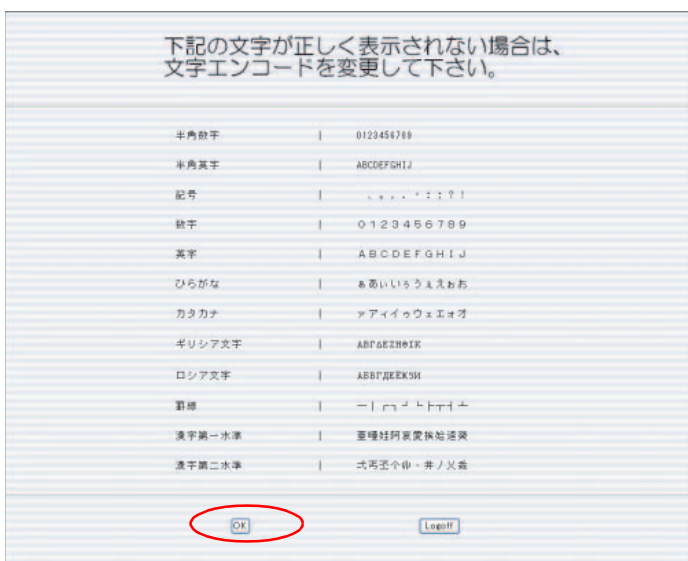 下記の文字が正しく表示されない場合は、
文字エンコードを変更して下さい。
半角数字 | 0123456789
半角英字 | ABCDEFGHIJ
記号 | 、。,.・:;?!
数字 | 0123456789
英字 | ABCDEFGHIJ
ひらがな | ぁあぃいぅうぇえぉお
カタカナ | ァアィイゥウェエォオ
ギリシア文字 | ΑΒΓΔΕΖΗΘΙΚ
ロシア文字 | АБВГДЕЁЖЗИ
罫線 | ─│┌┐┘└├┬┤┴
漢字第一水準 | 亜唖娃阿哀愛挨姶逢葵
漢字第二水準 | 弌丐丕个丱丶丼丿乂乖
OK Logoff